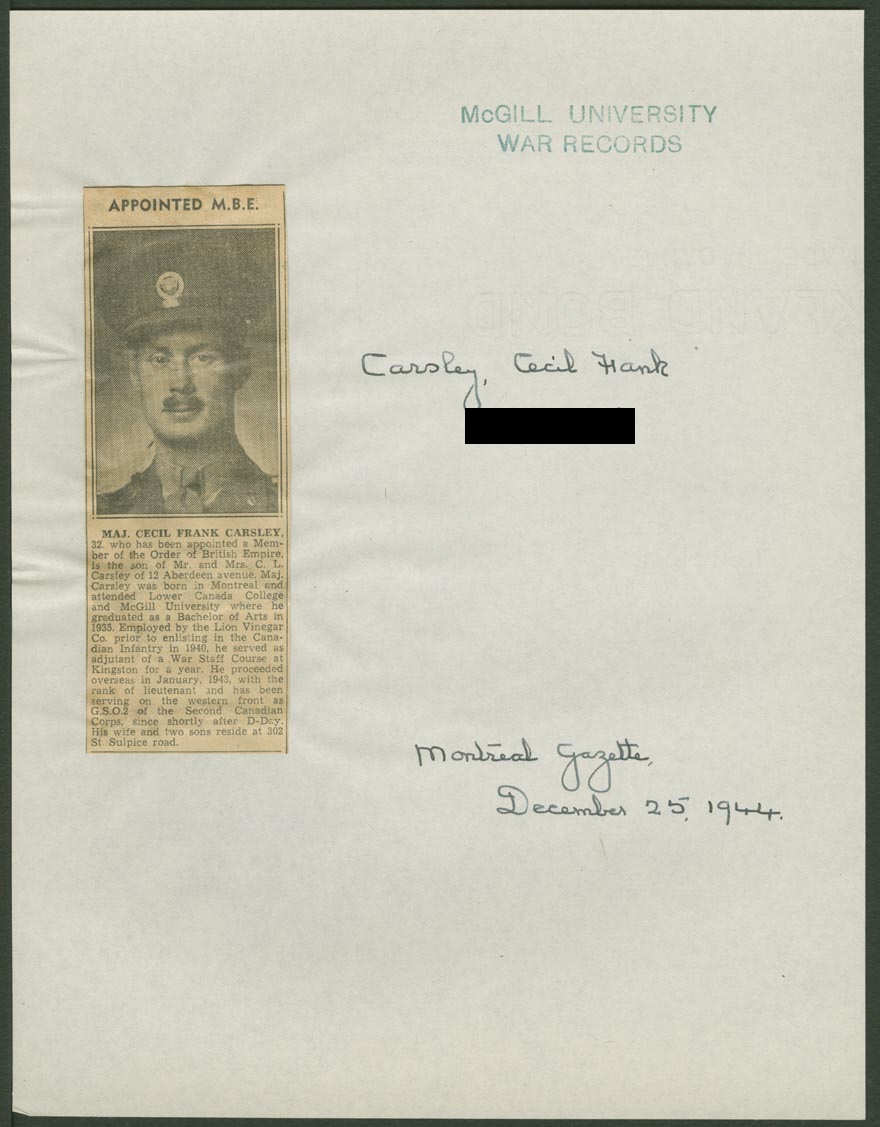 McGILL UNIVERSITY
WAR RECORDS
APPOINTED M.B.E.
Carsley, Cecil Frank
MAJ. CECIL FRANK CARSLEY,
32, who has been appointed a Mem-
ber of the Order of British Empire,
is the son of Mr. and Mrs. C. L.
Carsley of 12 Aberdeen avenue. Maj.
Carsley was born in Montreal and
attended Lower Canada College
and McGill University where he
graduated as a Bachelor of Arts in
1935. Employed by the Lion Vinegar
Co. prior to enlisting in the Cana-
dian Infantry in 1940, he served as
adjutant of a War Staff Course at
Kingston for a year. He proceeded
overseas in January, 1943, with the
rank of lieutenant and has been
serving on the western front as
G.S.O.2 of the Second Canadian
Corps, since shortly after D-Day.
His wife and two sons reside at 302
St Sulpice road.
Montreal Gazette,
December 25, 1944.